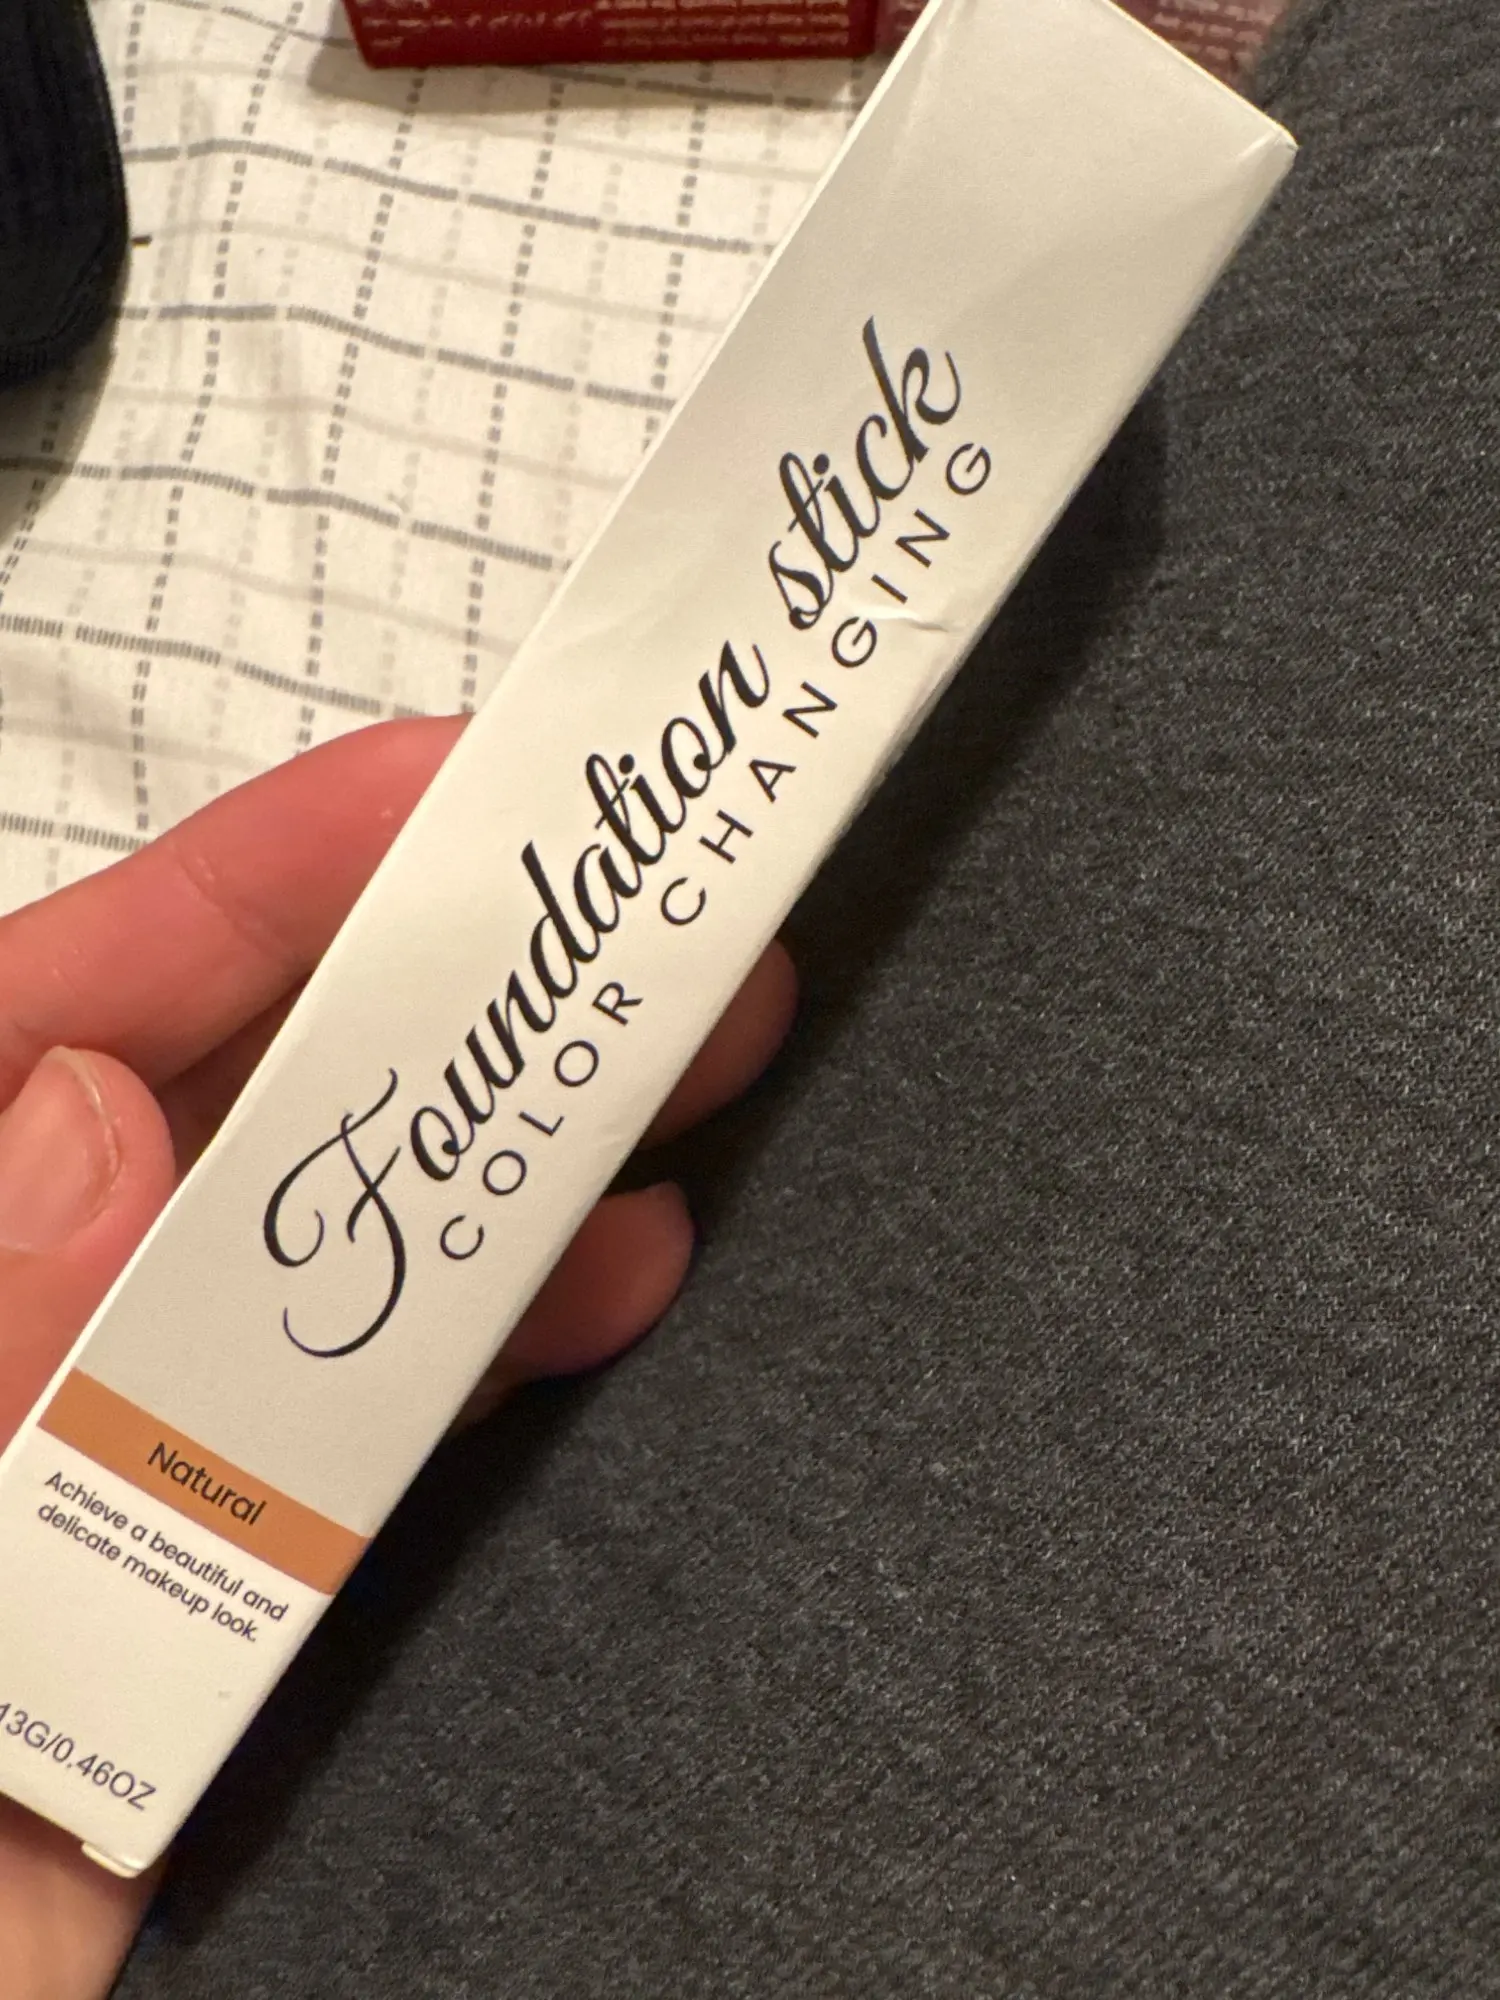 Foundation stick
COLOR CHANGING
Natural
Achieve a beautiful and
delicate makeup look.
13G/0.46OZ